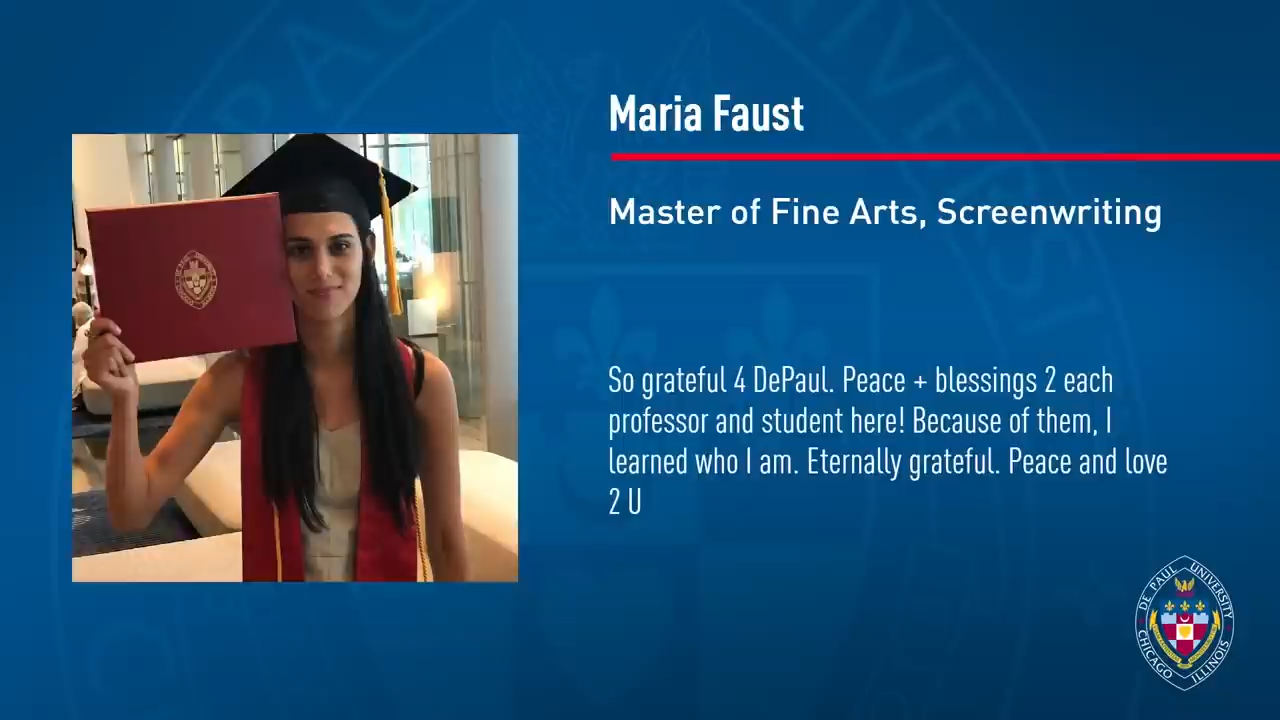 Maria Faust
Master of Fine Arts, Screenwriting
So grateful 4 DePaul. Peace + blessings 2 each
professor and student here! Because of them, I
learned who I am. Eternally grateful. Peace and love
2 U
DE PAUL UNIVERSITY
CHICAGO ILLINOIS